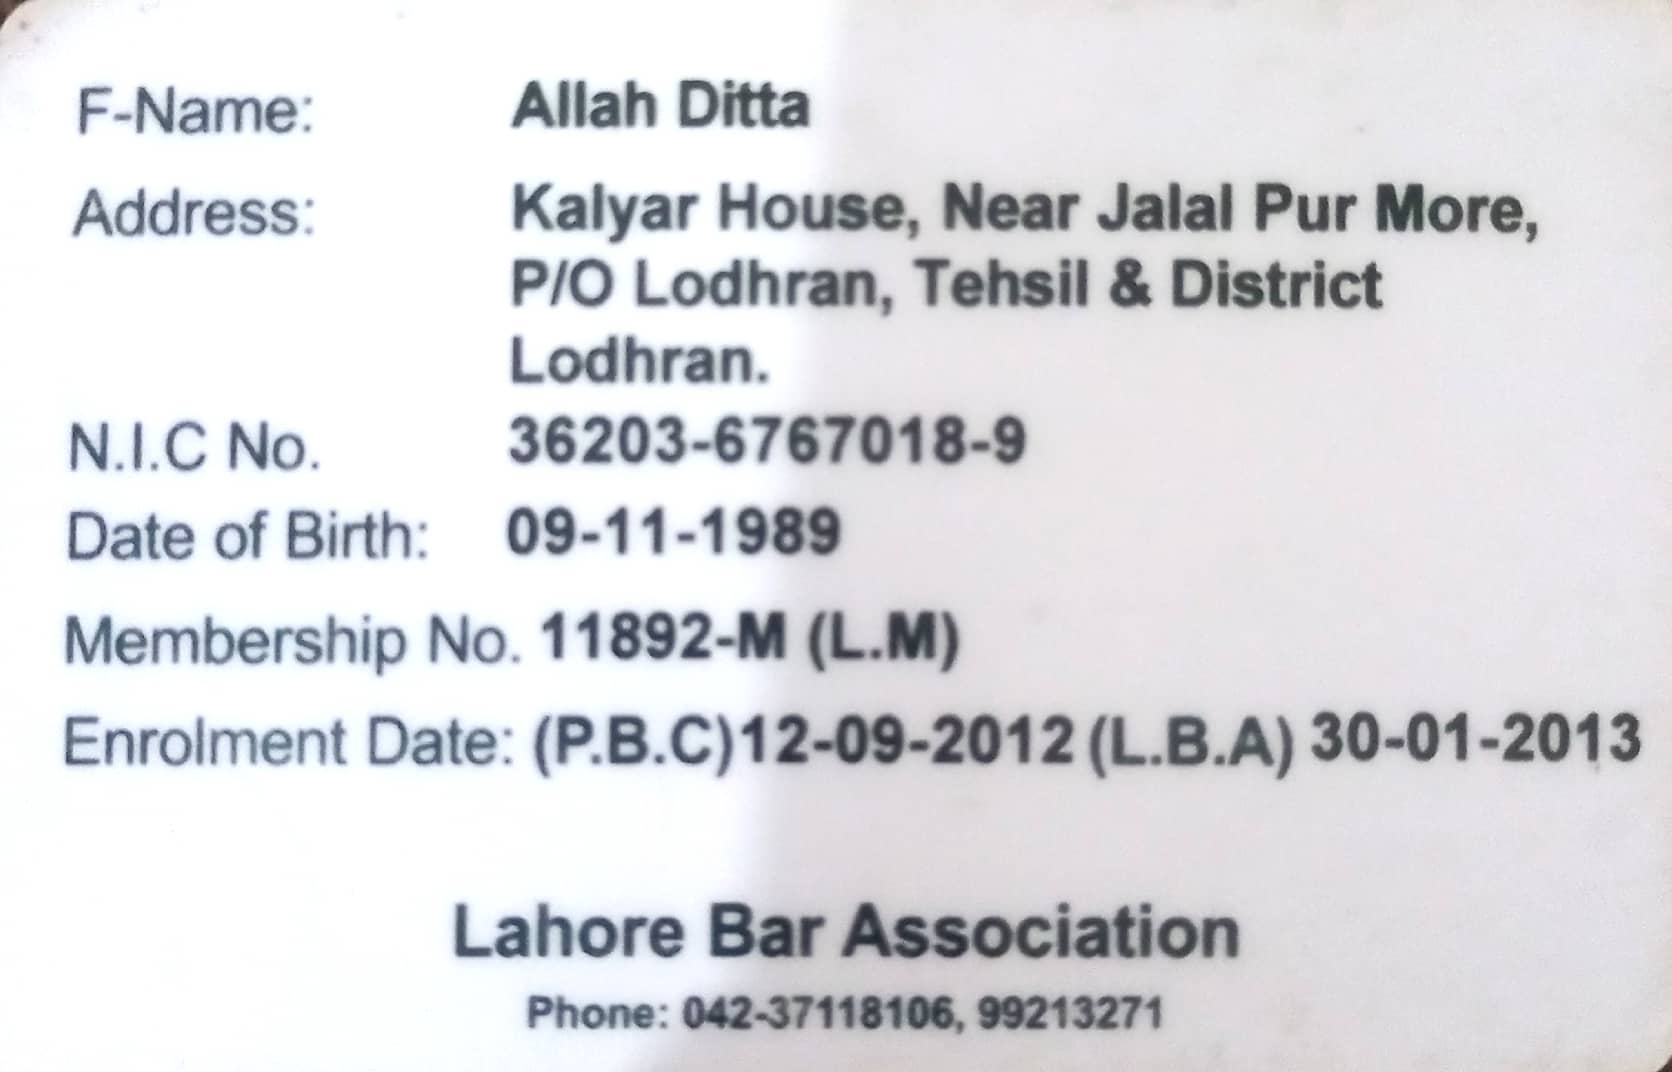 F-Name: Allah Ditta
Address: Kalyar House, Near Jalal Pur More,
P/O Lodhran, Tehsil & District
Lodhran.
N.I.C No. 36203-6767018-9
Date of Birth: 09-11-1989
Membership No. 11892-M (L.M)
Enrolment Date: (P.B.C)12-09-2012 (L.B.A) 30-01-2013
Lahore Bar Association
Phone: 042-37118106, 99213271